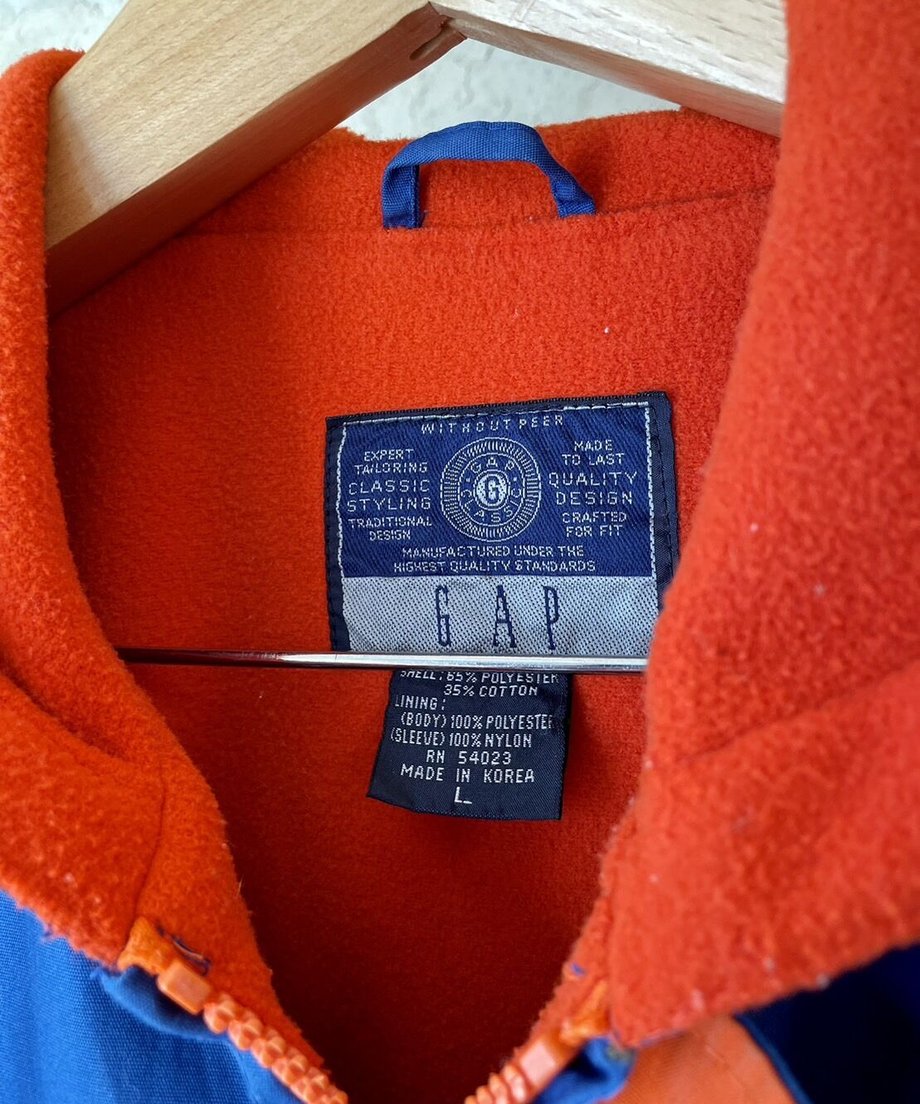 WITHOUT PEER
EXPERT
TAILORING
CLASSIC
STYLING
TRADITIONAL
DESIGN
GAP
G
CLASSIC
MADE
TO LAST
QUALITY
DESIGN
CRAFTED
FOR FIT
MANUFACTURED UNDER THE
HIGHEST QUALITY STANDARDS
GAP
SHELL: 65% POLYESTER
35% COTTON
LINING:
(BODY) 100% POLYESTER
(SLEEVE) 100% NYLON
RN 54023
MADE IN KOREA
L